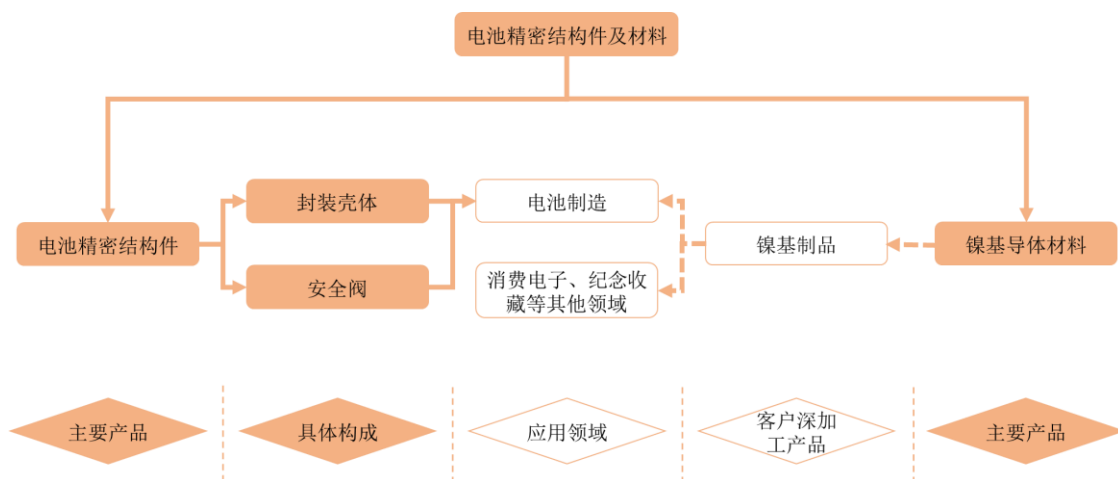 电池精密结构件及材料
封装壳体
电池制造
电池精密结构件
镍基制品
镍基导体材料
安全阀
消费电子、纪念收
藏等其他领域
主要产品
具体构成
应用领域
客户深加
工产品
主要产品